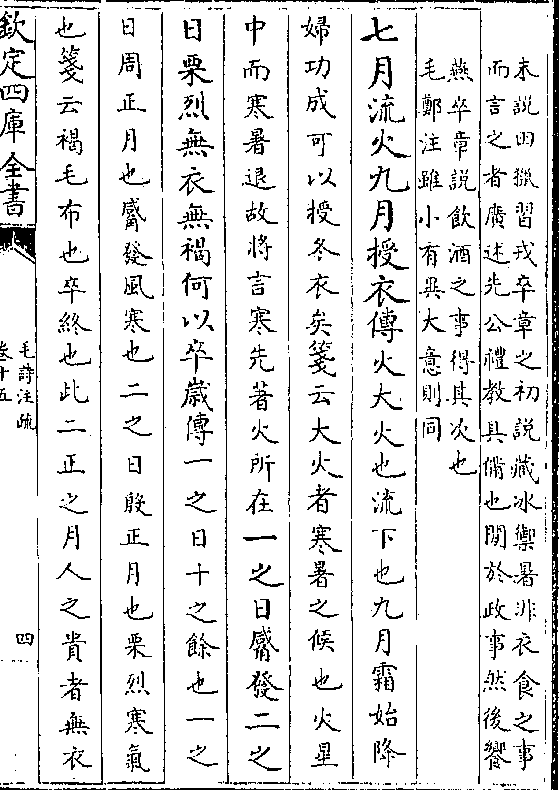 末說田獵習戎卒章之初說藏冰禦暑非衣食之事
而言之者廣述先公禮教具備也閒於政事然後饗
燕卒章說飲酒之事得其次也
毛鄭注雖小有異大意則同
七月流火九月授衣傳火大火也流下也九月霜始降
婦功成可以授冬衣矣箋云大火者寒暑之候也火星
中而寒暑退故將言寒先著火所在一之日觱發二之
日栗烈無衣無褐何以卒歲傳一之日十之餘也一之
日周正月也觱發風寒也二之日殷正月也栗烈寒氣
也箋云褐毛布也卒終也此二正之月人之貴者無衣
欽定四庫全書
毛詩注疏
卷十五
四